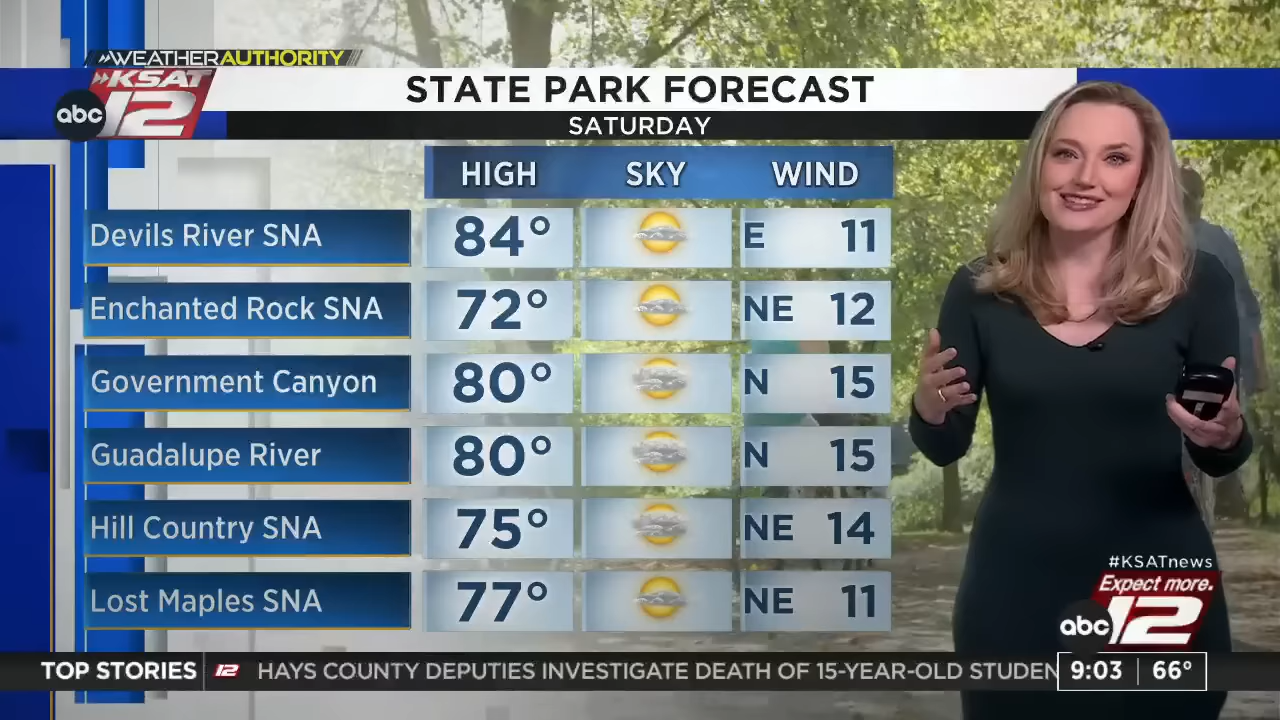 WEATHERAUTHORITY
KSAT
abc 12
STATE PARK FORECAST
SATURDAY
HIGH SKY WIND
Devils River SNA 84° E 11
Enchanted Rock SNA 72° NE 12
Government Canyon 80° N 15
Guadalupe River 80° N 15
Hill Country SNA 75° NE 14
Lost Maples SNA 77° NE 11
#KSATnews
Expect more.
abc 12
TOP STORIES 12 HAYS COUNTY DEPUTIES INVESTIGATE DEATH OF 15-YEAR-OLD STUDEN 9:03 66°